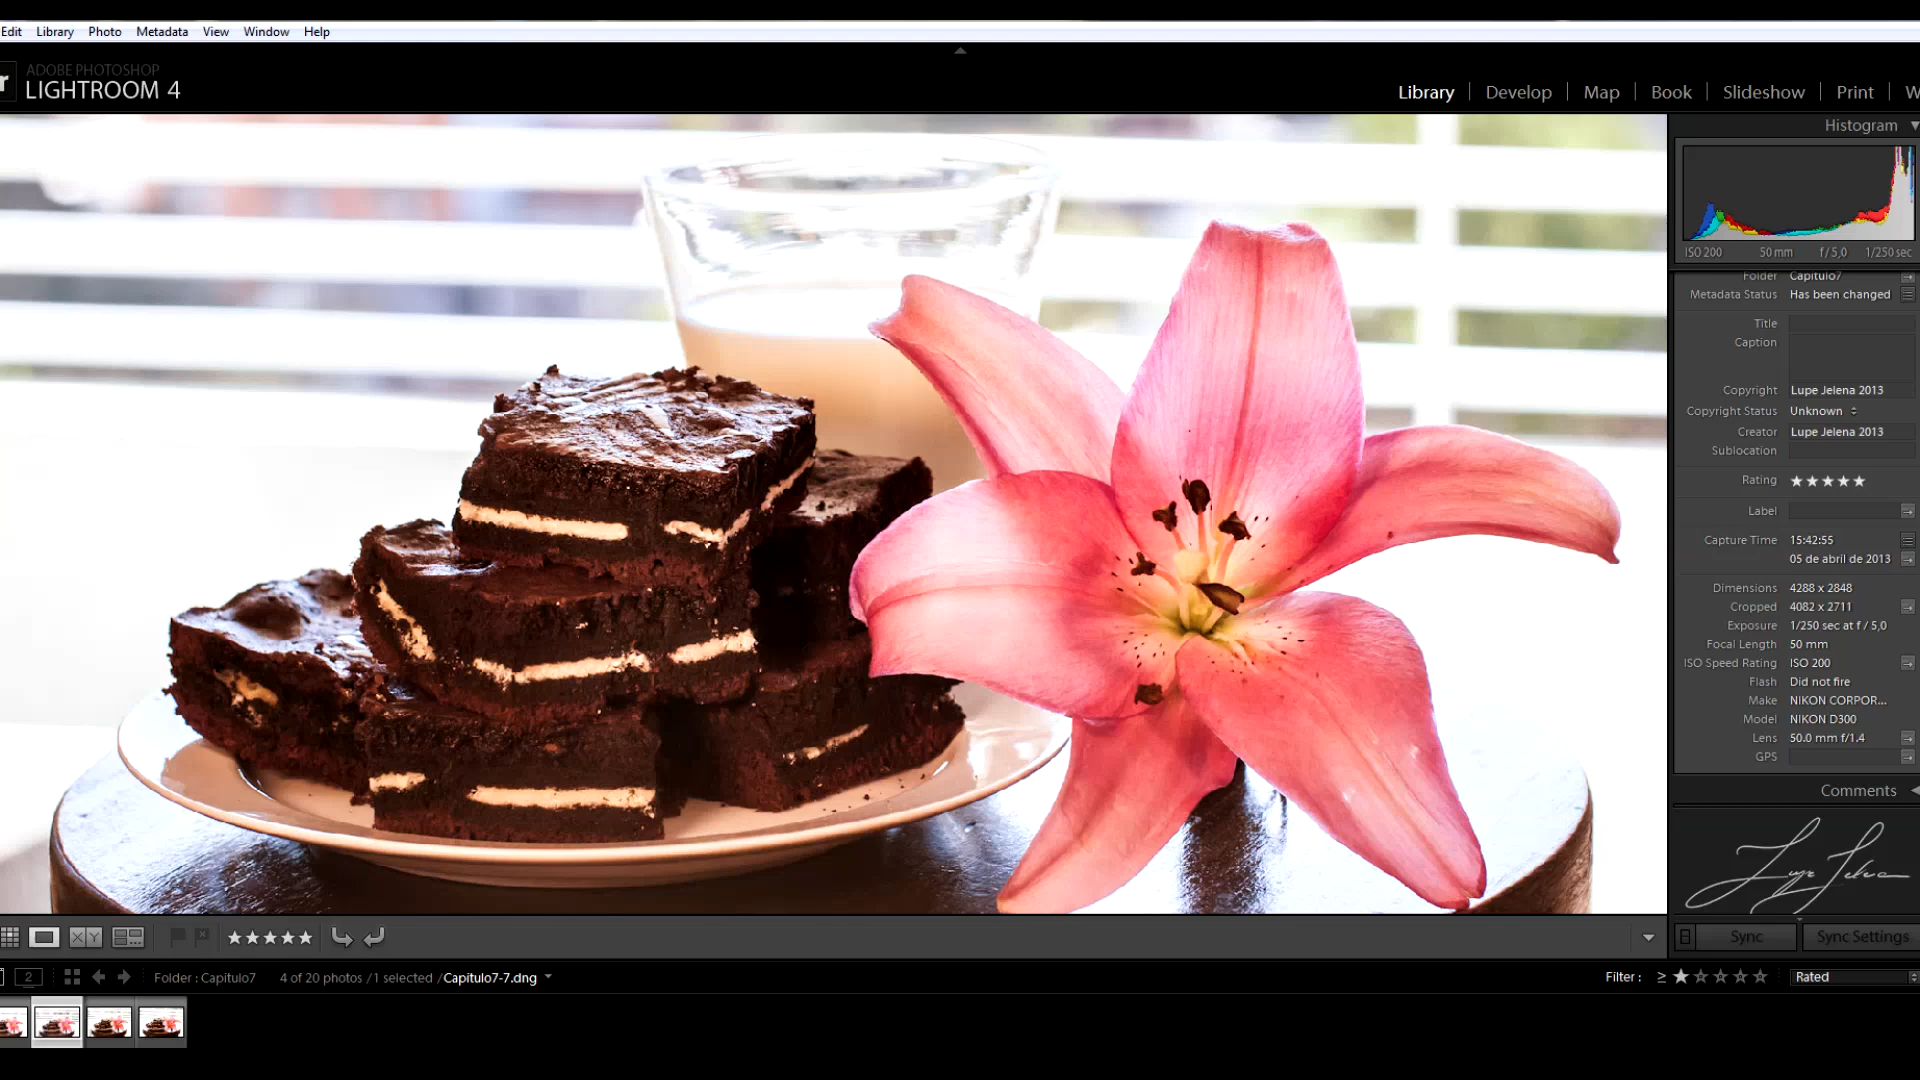 Edit Library Photo Metadata View Window Help
ADOBE PHOTOSHOP
LIGHTROOM 4
Library Develop Map Book Slideshow Print W
Histogram
ISO 200 50 mm f / 5,0 1/250 sec
Folder Capitulo7
Metadata Status Has been changed
Title
Caption
Copyright Lupe Jelena 2013
Copyright Status Unknown
Creator Lupe Jelena 2013
Sublocation
Rating ★★★★★
Label
Capture Time 15:42:55
05 de abril de 2013
Dimensions 4288 x 2848
Cropped 4082 x 2711
Exposure 1/250 sec at f / 5,0
Focal Length 50 mm
ISO Speed Rating ISO 200
Flash Did not fire
Make NIKON CORPOR...
Model NIKON D300
Lens 50.0 mm f/1.4
GPS
Comments
Lupe Jelena
XY
Sync Sync Settings
2 Folder : Capitulo7 4 of 20 photos / 1 selected / Capitulo7-7.dng Filter : ≥ Rated